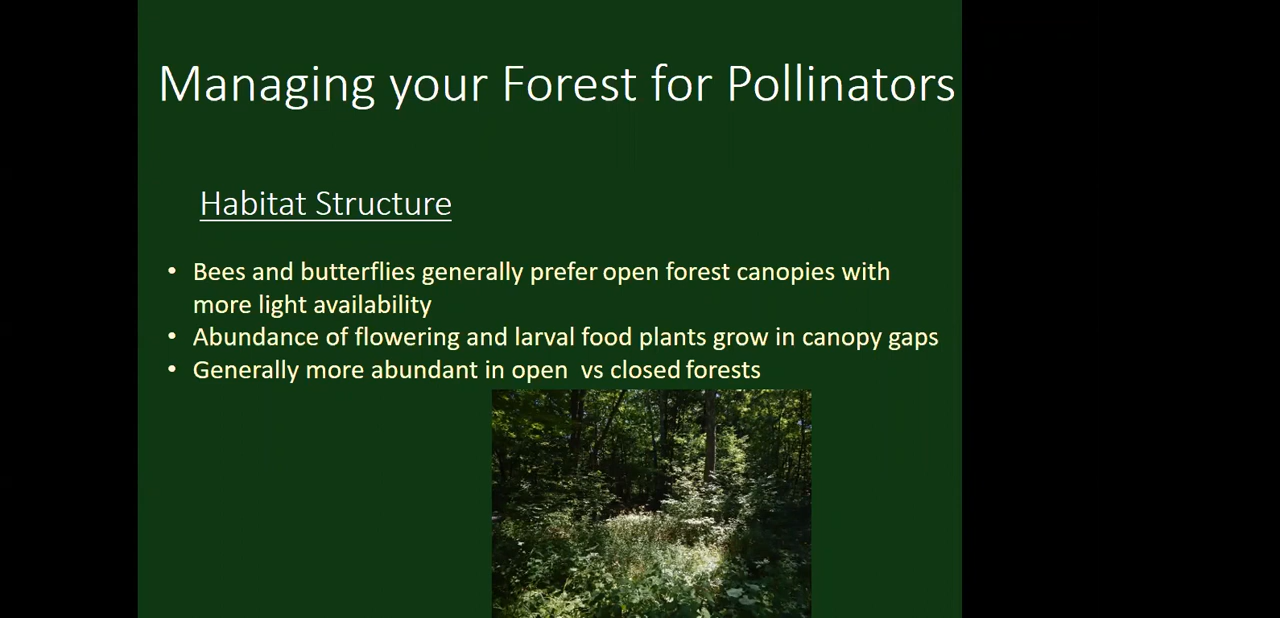 Managing your Forest for Pollinators
Habitat Structure
• Bees and butterflies generally prefer open forest canopies with
more light availability
• Abundance of flowering and larval food plants grow in canopy gaps
• Generally more abundant in open  vs closed forests